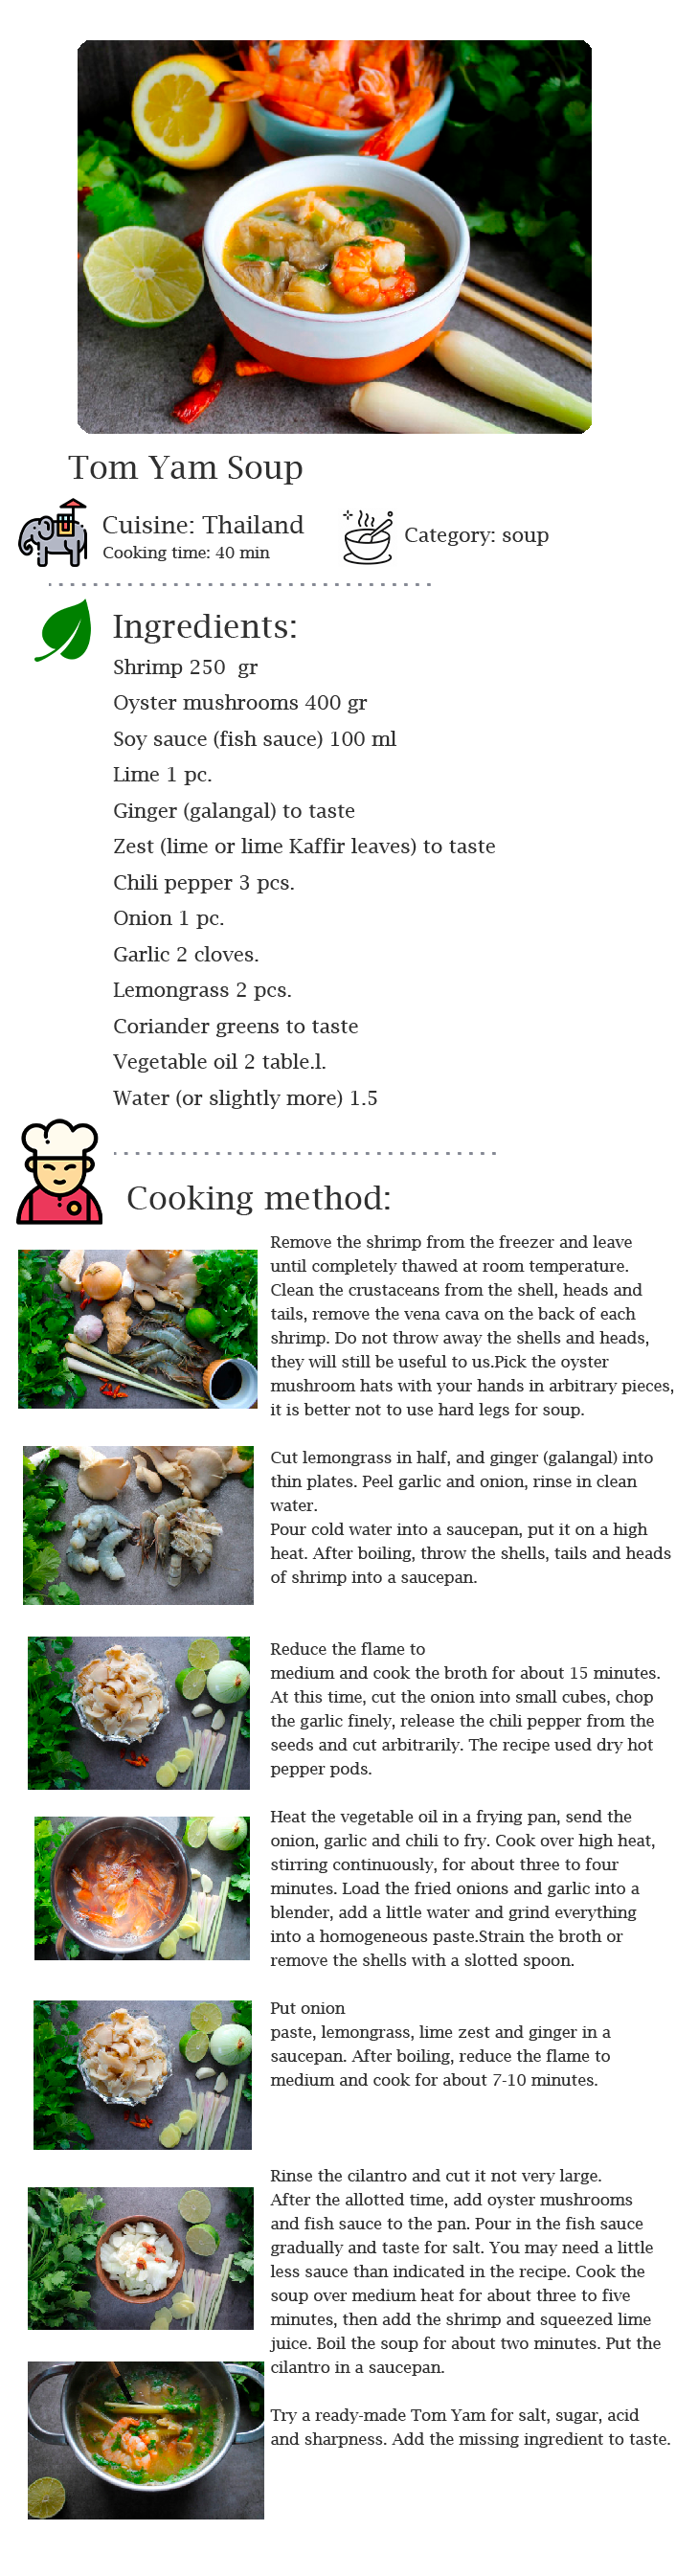 Tom Yam Soup
Cuisine: Thailand
Cooking time: 40 min
Category: soup
Ingredients:
Shrimp 250  gr
Oyster mushrooms 400 gr
Soy sauce (fish sauce) 100 ml
Lime 1 pc.
Ginger (galangal) to taste
Zest (lime or lime Kaffir leaves) to taste
Chili pepper 3 pcs.
Onion 1 pc.
Garlic 2 cloves.
Lemongrass 2 pcs.
Coriander greens to taste
Vegetable oil 2 table.l.
Water (or slightly more) 1.5
Cooking method:
Remove the shrimp from the freezer and leave
until completely thawed at room temperature.
Clean the crustaceans from the shell, heads and
tails, remove the vena cava on the back of each
shrimp. Do not throw away the shells and heads,
they will still be useful to us.Pick the oyster
mushroom hats with your hands in arbitrary pieces,
it is better not to use hard legs for soup.
Cut lemongrass in half, and ginger (galangal) into
thin plates. Peel garlic and onion, rinse in clean
water.
Pour cold water into a saucepan, put it on a high
heat. After boiling, throw the shells, tails and heads
of shrimp into a saucepan.
Reduce the flame to
medium and cook the broth for about 15 minutes.
At this time, cut the onion into small cubes, chop
the garlic finely, release the chili pepper from the
seeds and cut arbitrarily. The recipe used dry hot
pepper pods.
Heat the vegetable oil in a frying pan, send the
onion, garlic and chili to fry. Cook over high heat,
stirring continuously, for about three to four
minutes. Load the fried onions and garlic into a
blender, add a little water and grind everything
into a homogeneous paste.Strain the broth or
remove the shells with a slotted spoon.
Put onion
paste, lemongrass, lime zest and ginger in a
saucepan. After boiling, reduce the flame to
medium and cook for about 7-10 minutes.
Rinse the cilantro and cut it not very large.
After the allotted time, add oyster mushrooms
and fish sauce to the pan. Pour in the fish sauce
gradually and taste for salt. You may need a little
less sauce than indicated in the recipe. Cook the
soup over medium heat for about three to five
minutes, then add the shrimp and squeezed lime
juice. Boil the soup for about two minutes. Put the
cilantro in a saucepan.
Try a ready-made Tom Yam for salt, sugar, acid
and sharpness. Add the missing ingredient to taste.